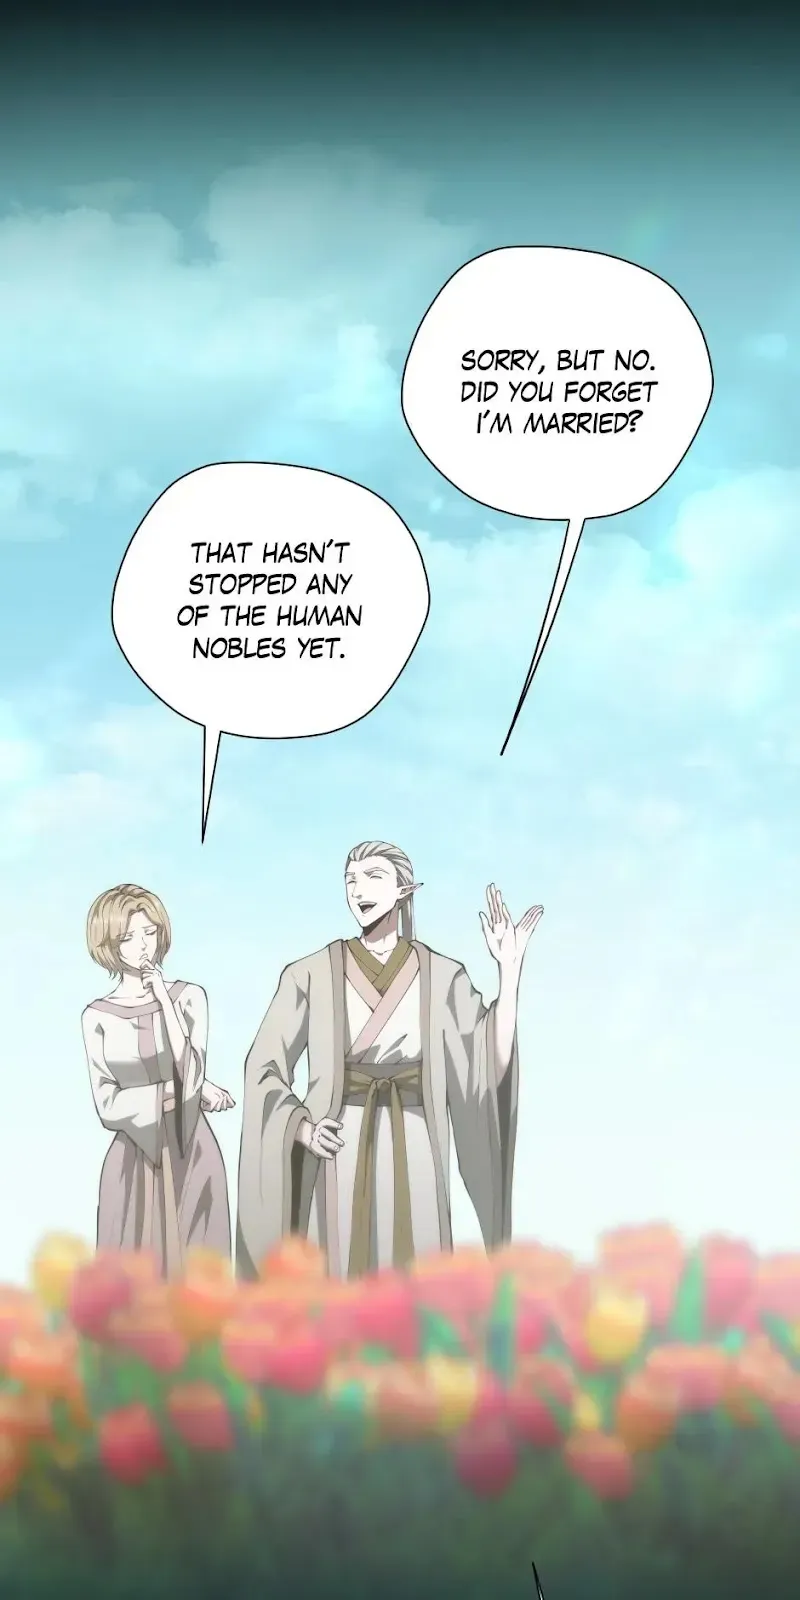 SORRY, BUT NO.
DID YOU FORGET
I'M MARRIED?
THAT HASN'T
STOPPED ANY
OF THE HUMAN
NOBLES YET.